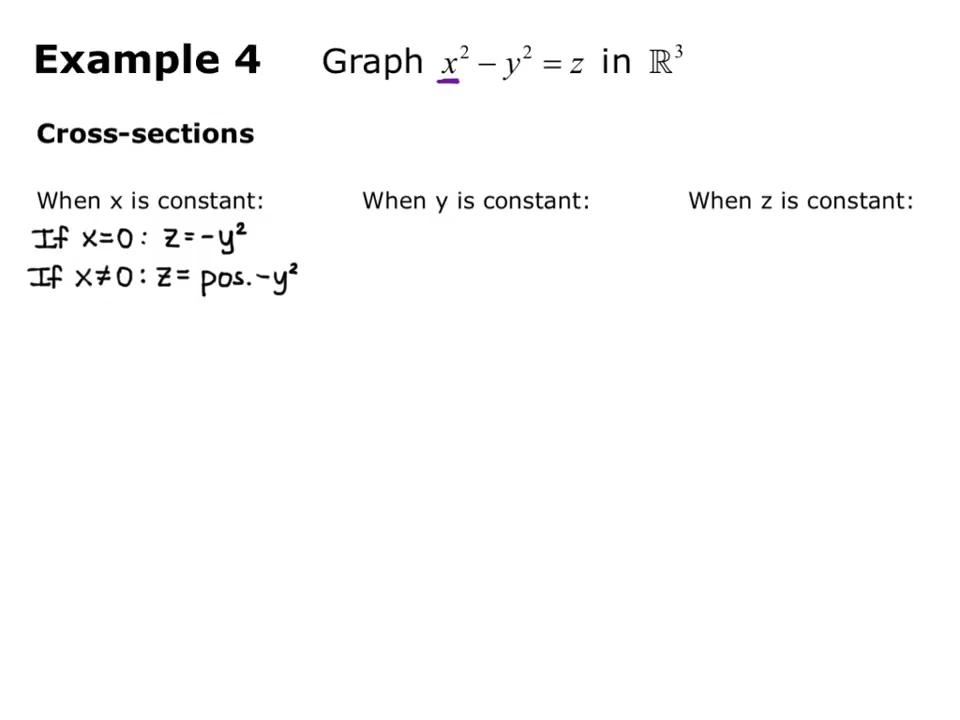 Example 4 Graph x² − y² = z in ℝ³
Cross-sections
When x is constant: When y is constant: When z is constant:
If x=0: z=-y²
If x≠0: z= pos.-y²